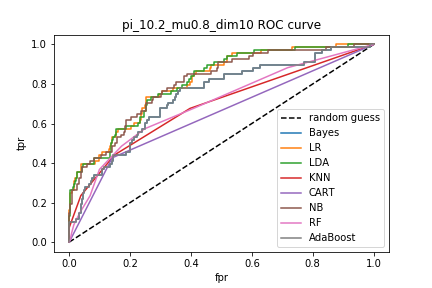 pi_10.2_mu0.8_dim10 ROC curve
1.0
0.8
0.6
0.4
0.2
0.0
tpr
random guess
Bayes
LR
LDA
KNN
CART
NB
RF
AdaBoost
0.0 0.2 0.4 0.6 0.8 1.0
fpr